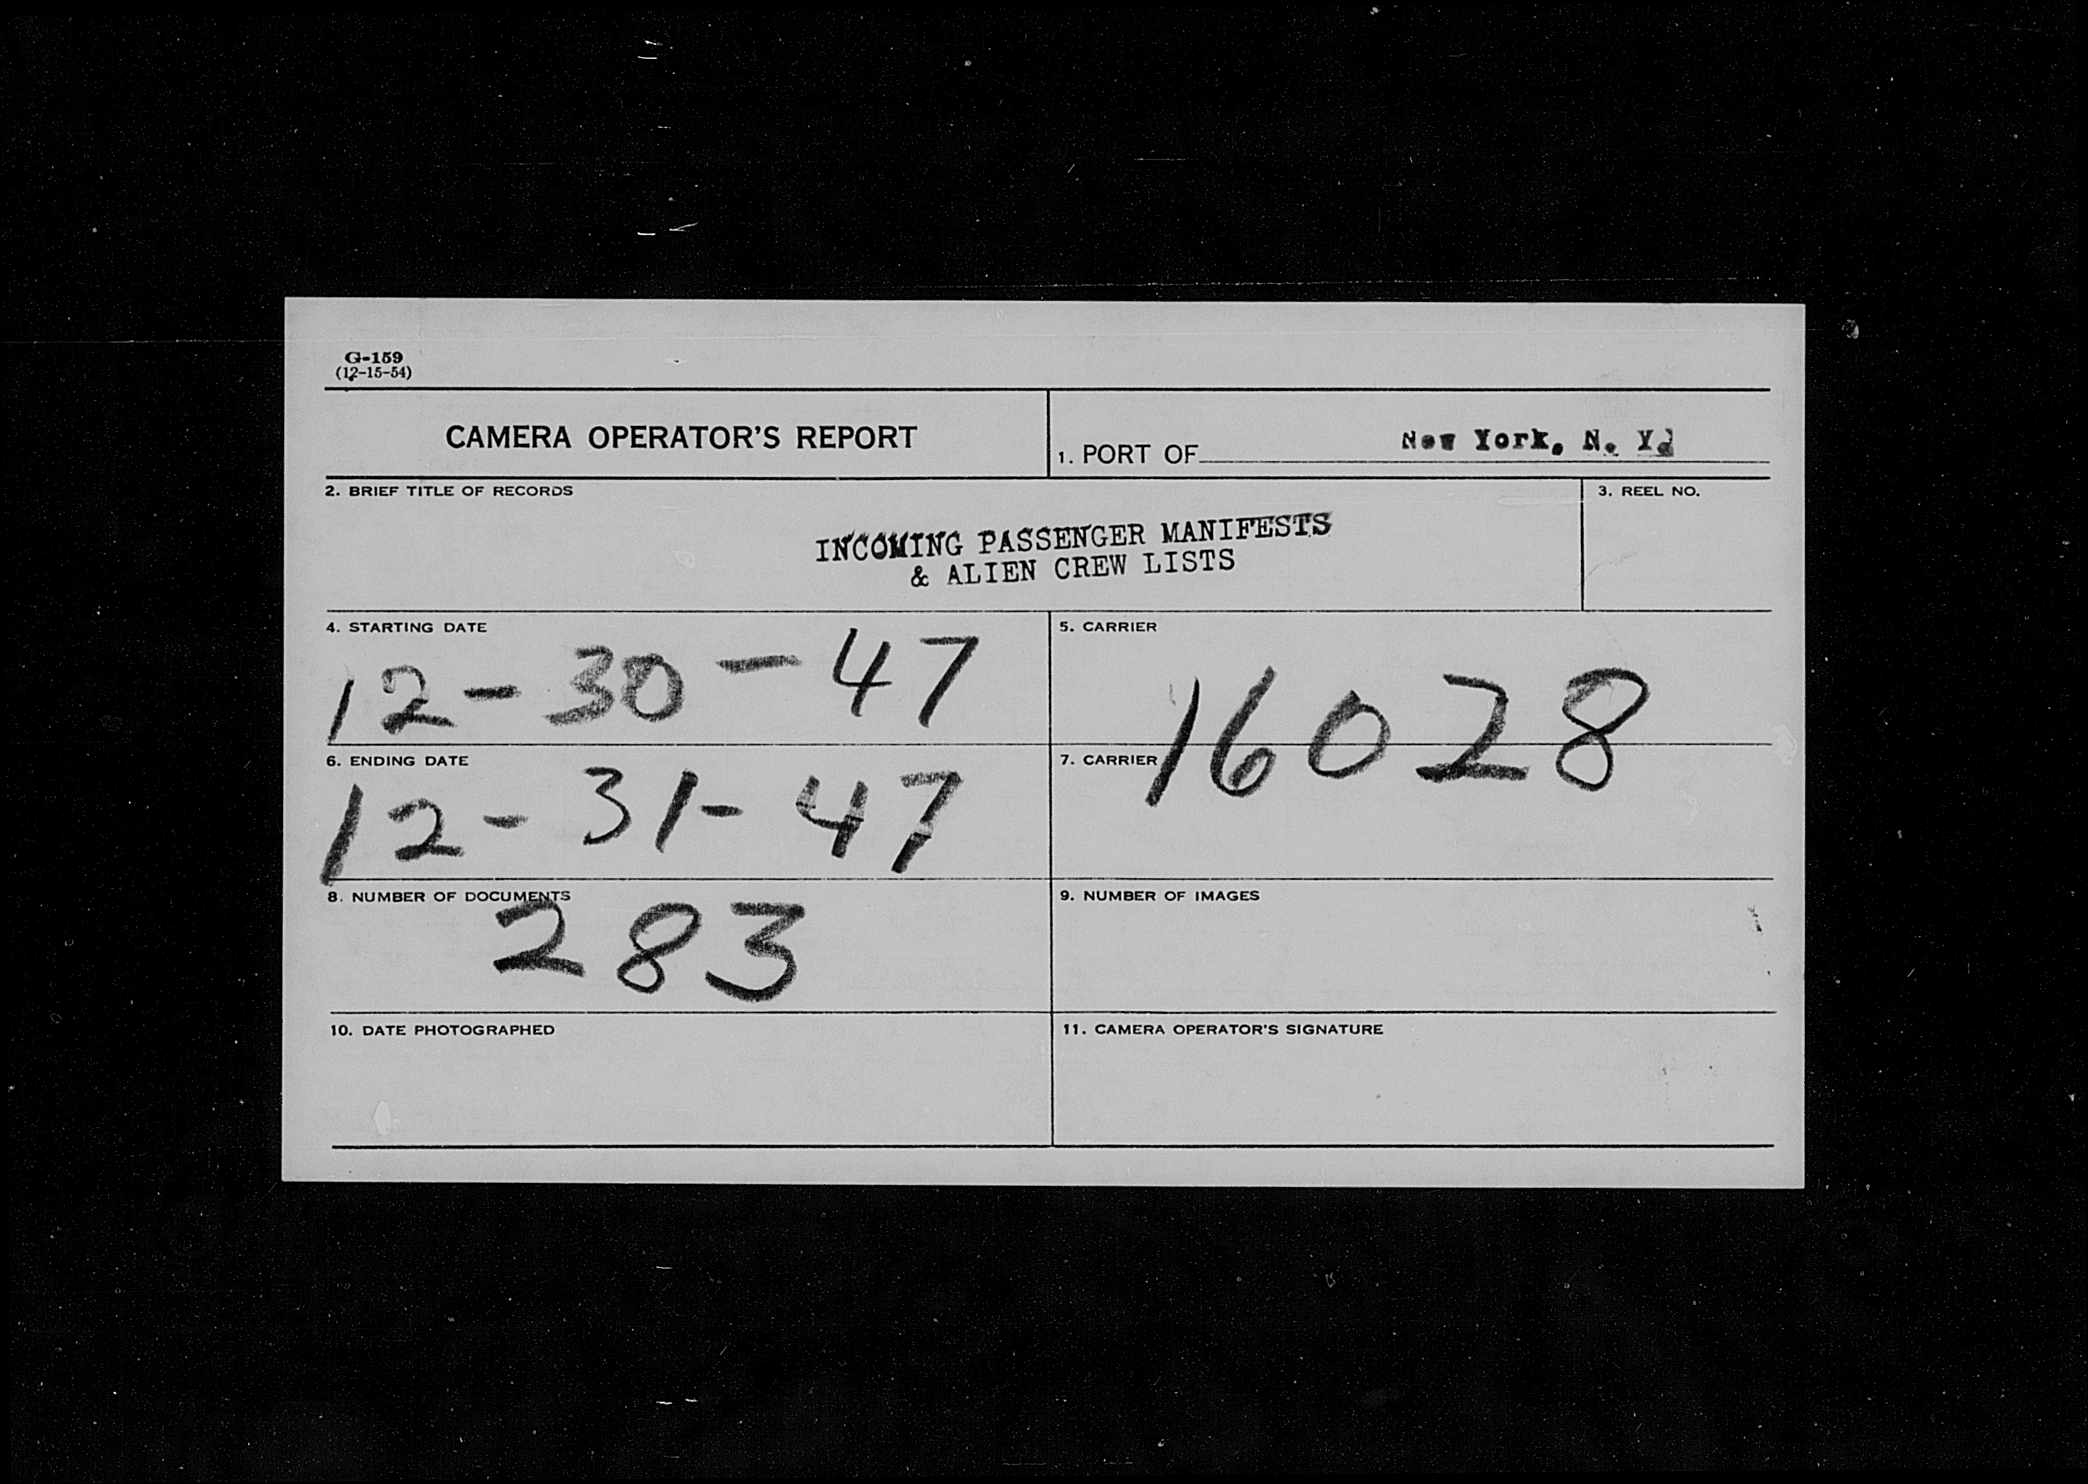 G-159
(12-15-54)
CAMERA OPERATOR'S REPORT
1. PORT OF New York, N. Y.
2. BRIEF TITLE OF RECORDS
3. REEL NO.
INCOMING PASSENGER MANIFESTS
& ALIEN CREW LISTS
4. STARTING DATE
12-30-47
5. CARRIER
16028
6. ENDING DATE
12-31-47
7. CARRIER
8. NUMBER OF DOCUMENTS
283
9. NUMBER OF IMAGES
10. DATE PHOTOGRAPHED
11. CAMERA OPERATOR'S SIGNATURE